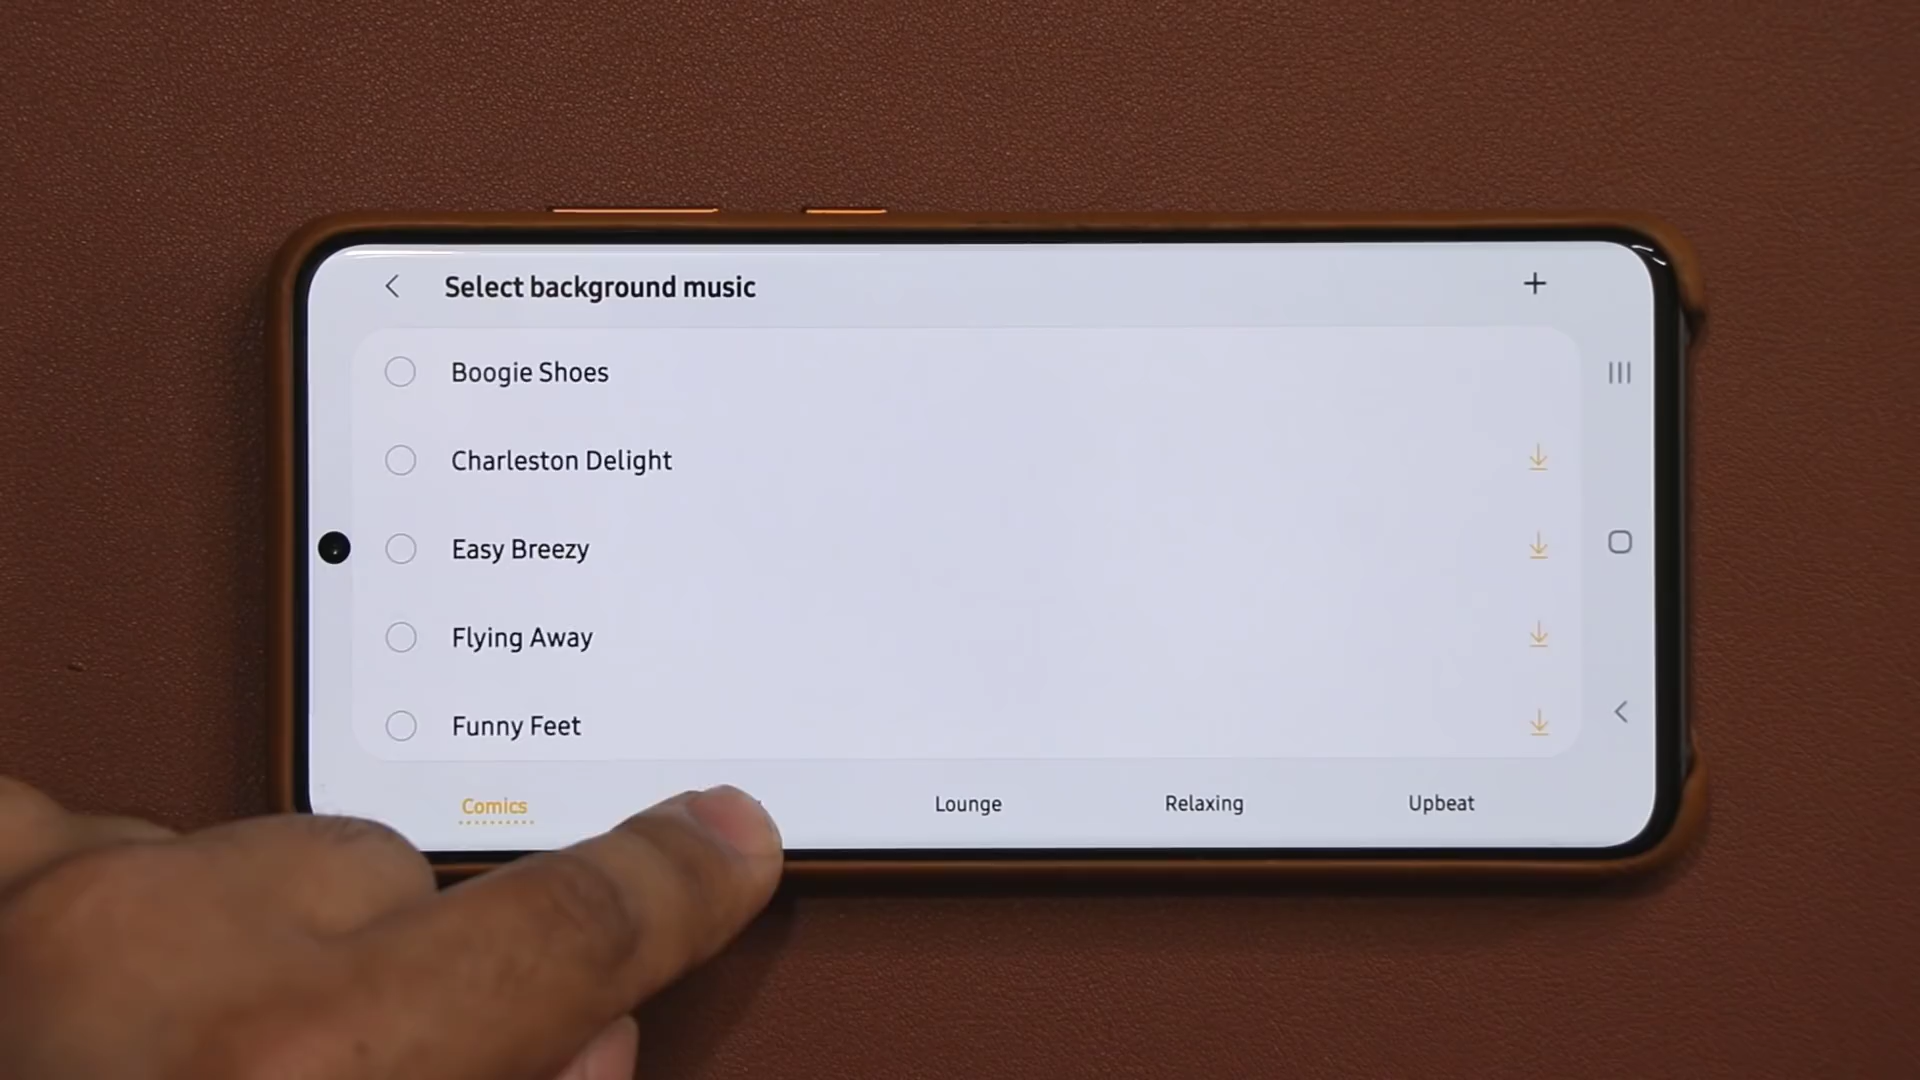 Select background music
Boogie Shoes
Charleston Delight
Easy Breezy
Flying Away
Funny Feet
Comics
Lounge
Relaxing
Upbeat